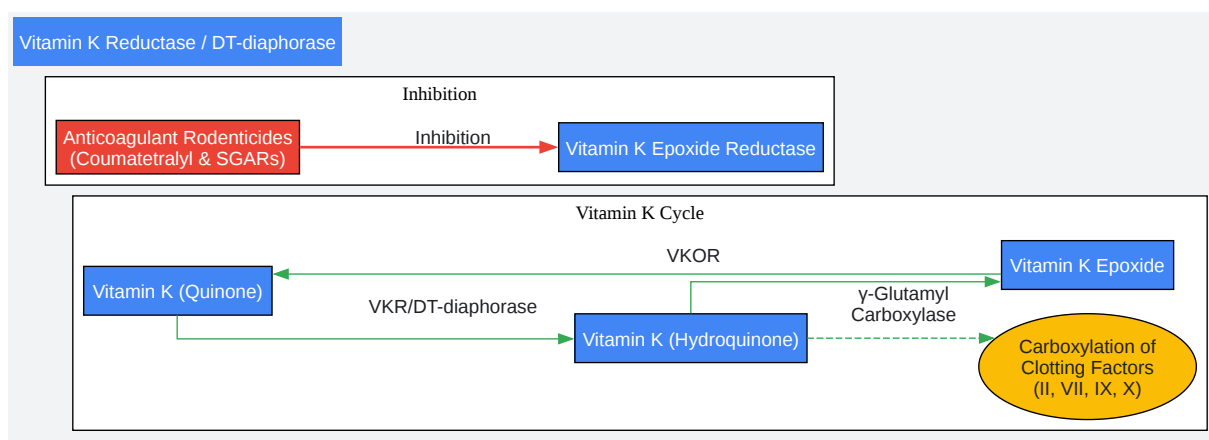 Vitamin K Reductase / DT-diaphorase
Inhibition
Anticoagulant Rodenticides
(Coumatetralyl & SGARs)
Inhibition
Vitamin K Epoxide Reductase
Vitamin K Cycle
VKOR
Vitamin K Epoxide
Vitamin K (Quinone)
VKR/DT-diaphorase
γ-Glutamyl
Carboxylase
Vitamin K (Hydroquinone)
Carboxylation of
Clotting Factors
(II, VII, IX, X)